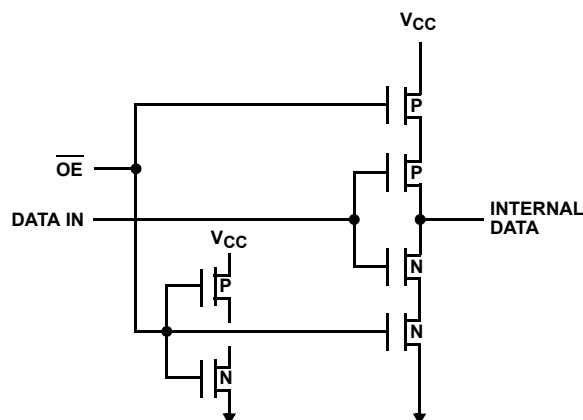 VCC
P
OE
P
DATA IN
INTERNAL
DATA
VCC
N
P
N
N